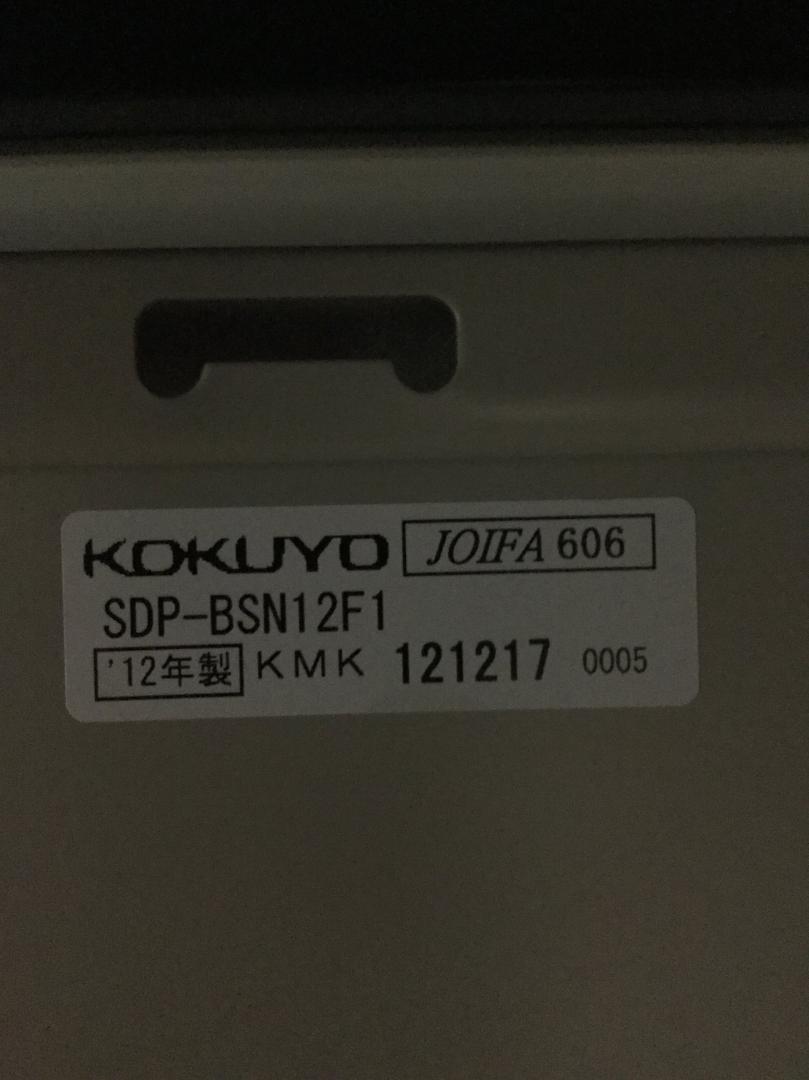 KOKUYO JOIFA 606
SDP-BSN12F1
'12年製 KMK 121217 0005